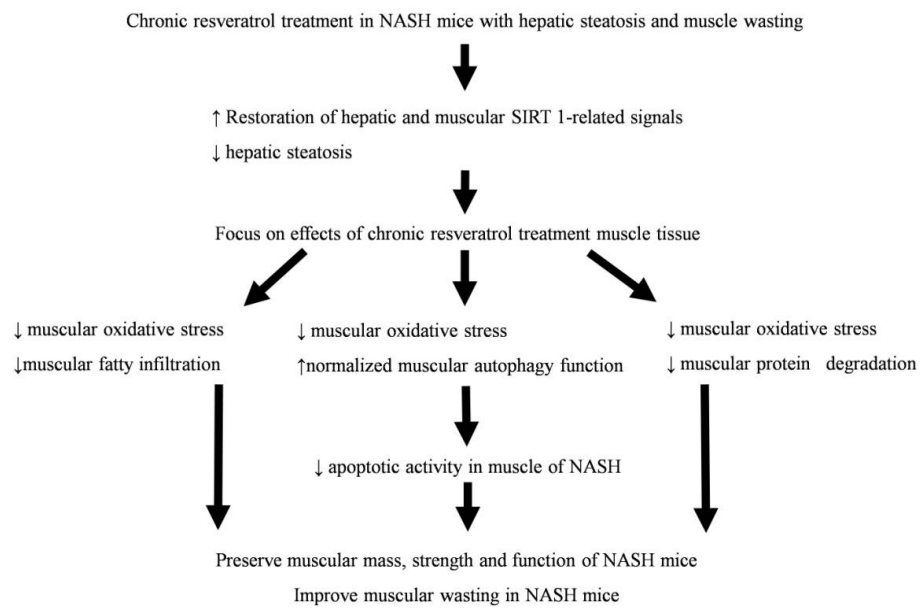 Chronic resveratrol treatment in NASH mice with hepatic steatosis and muscle wasting
↑ Restoration of hepatic and muscular SIRT 1-related signals
↓ hepatic steatosis
Focus on effects of chronic resveratrol treatment muscle tissue
↓ muscular oxidative stress
↓muscular fatty infiltration
↓ muscular oxidative stress
↑normalized muscular autophagy function
↓ muscular oxidative stress
↓ muscular protein degradation
↓ apoptotic activity in muscle of NASH
Preserve muscular mass, strength and function of NASH mice
Improve muscular wasting in NASH mice